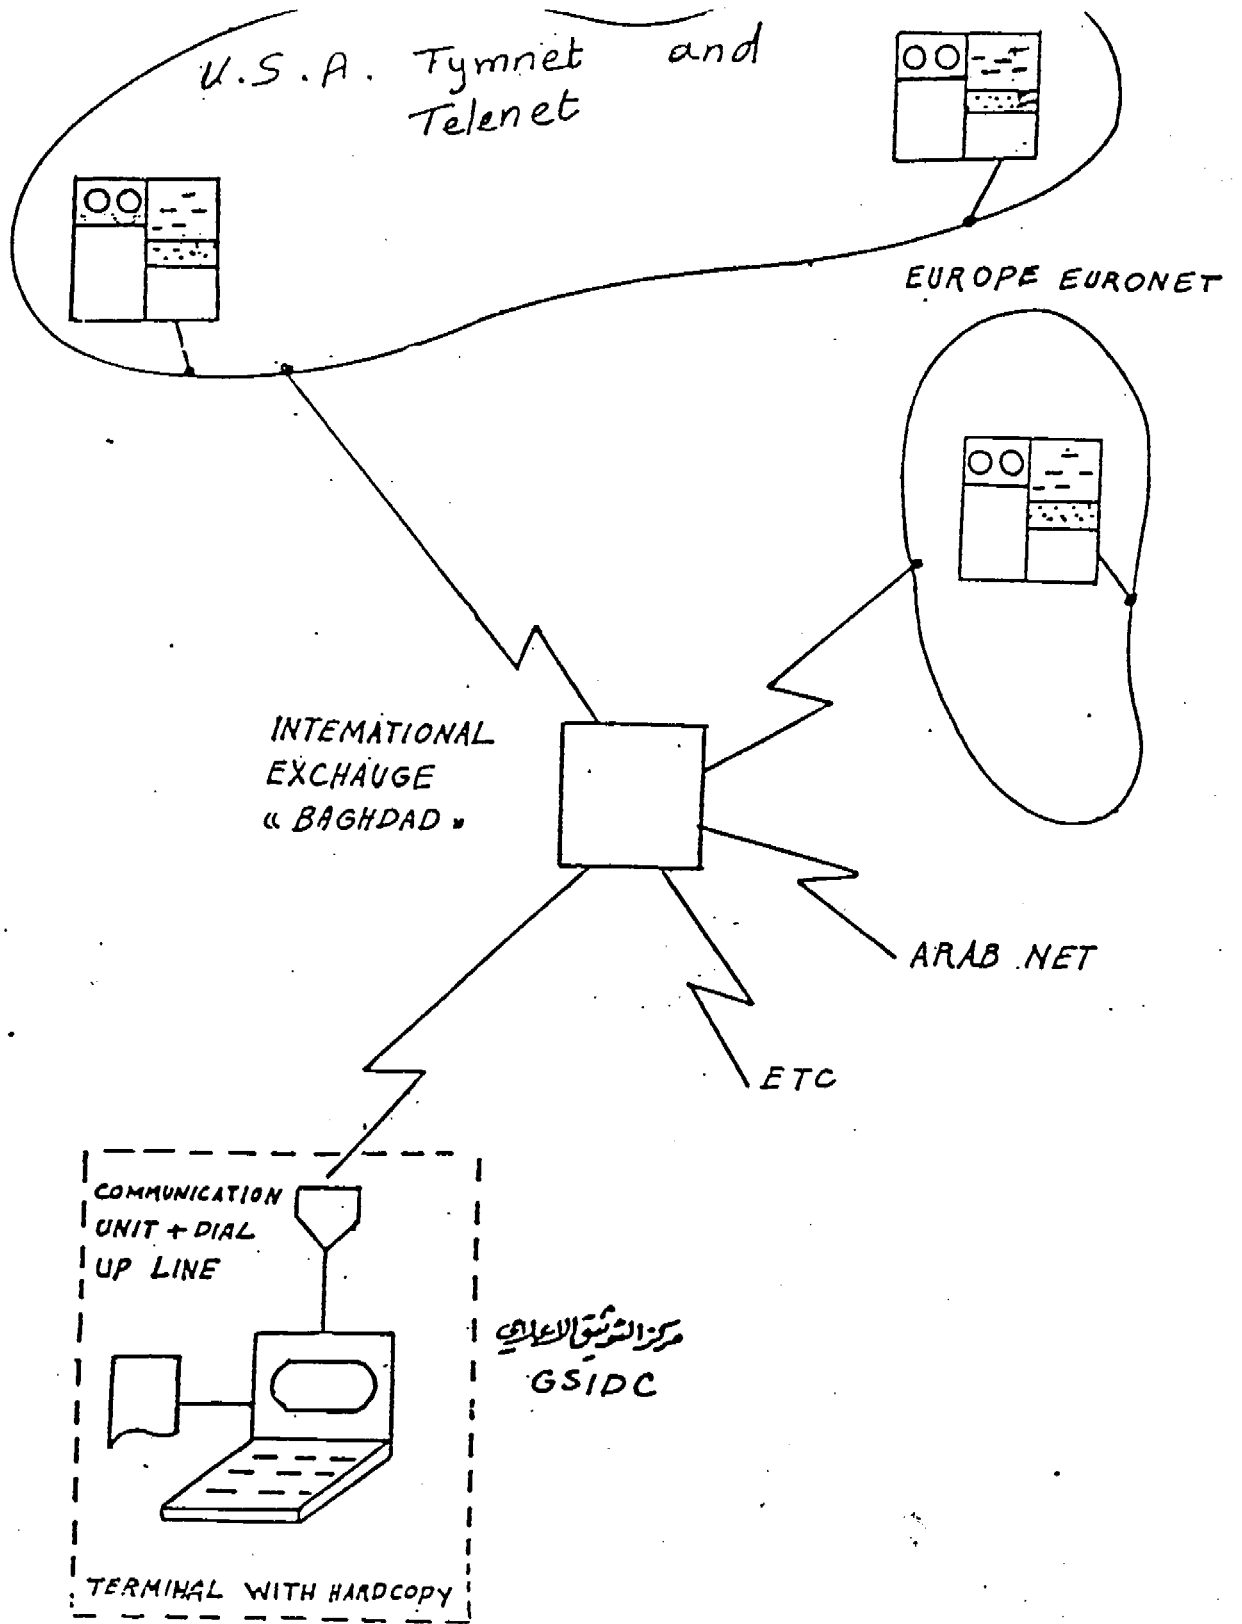 U.S.A. Tymnet and
Telenet
EUROPE EURONET
INTEMATIONAL
EXCHAUGE
« BAGHDAD »
ARAB .NET
ETC
COMMUNICATION
UNIT + DIAL
UP LINE
مركز التوثيق الاعلامي
GSIDC
TERMINAL WITH HARDCOPY